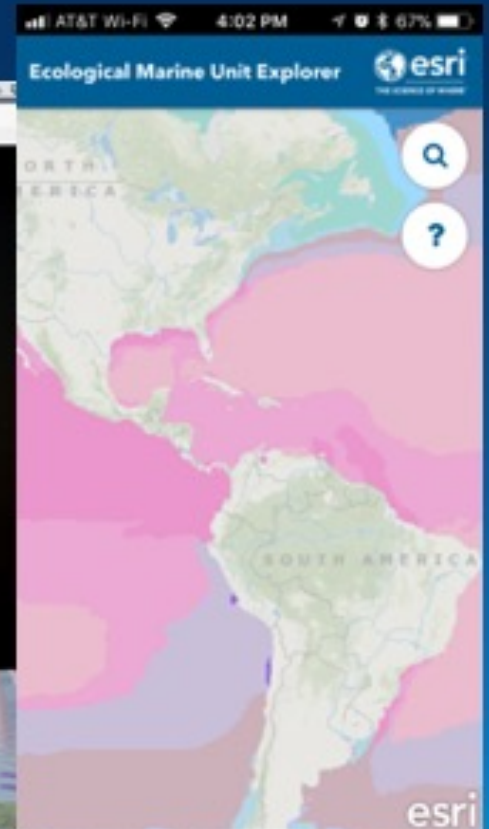 AT&T Wi-Fi 4:02 PM 67%
Ecological Marine Unit Explorer
esri
THE SCIENCE OF WHERE
?
ORTH
ERICA
SOUTH AMERICA
esri